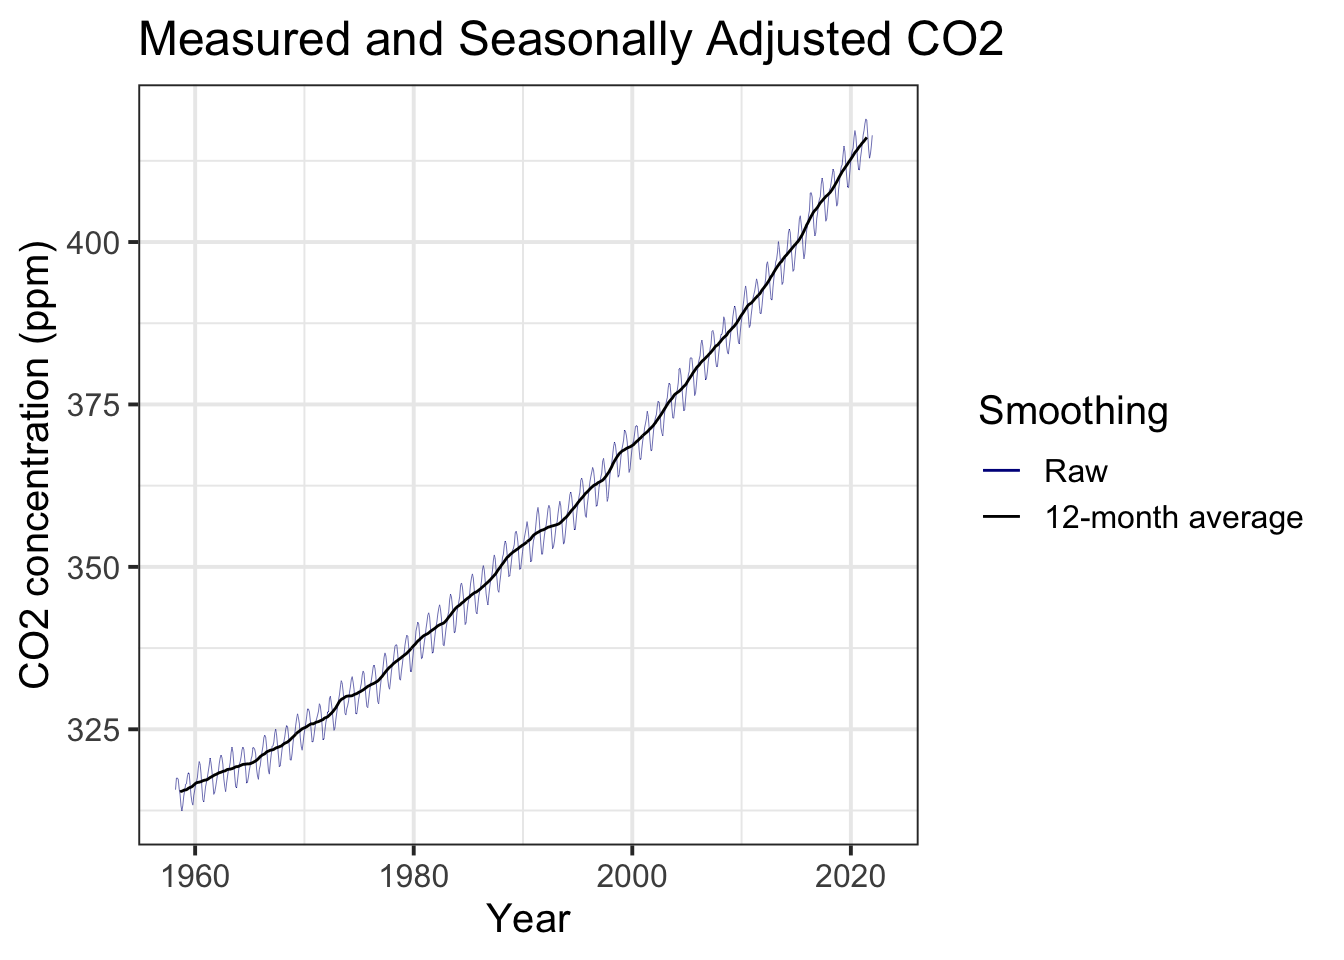 Measured and Seasonally Adjusted CO2
CO2 concentration (ppm)
400
375
350
325
1960
1980
2000
2020
Year
Smoothing
Raw
12-month average